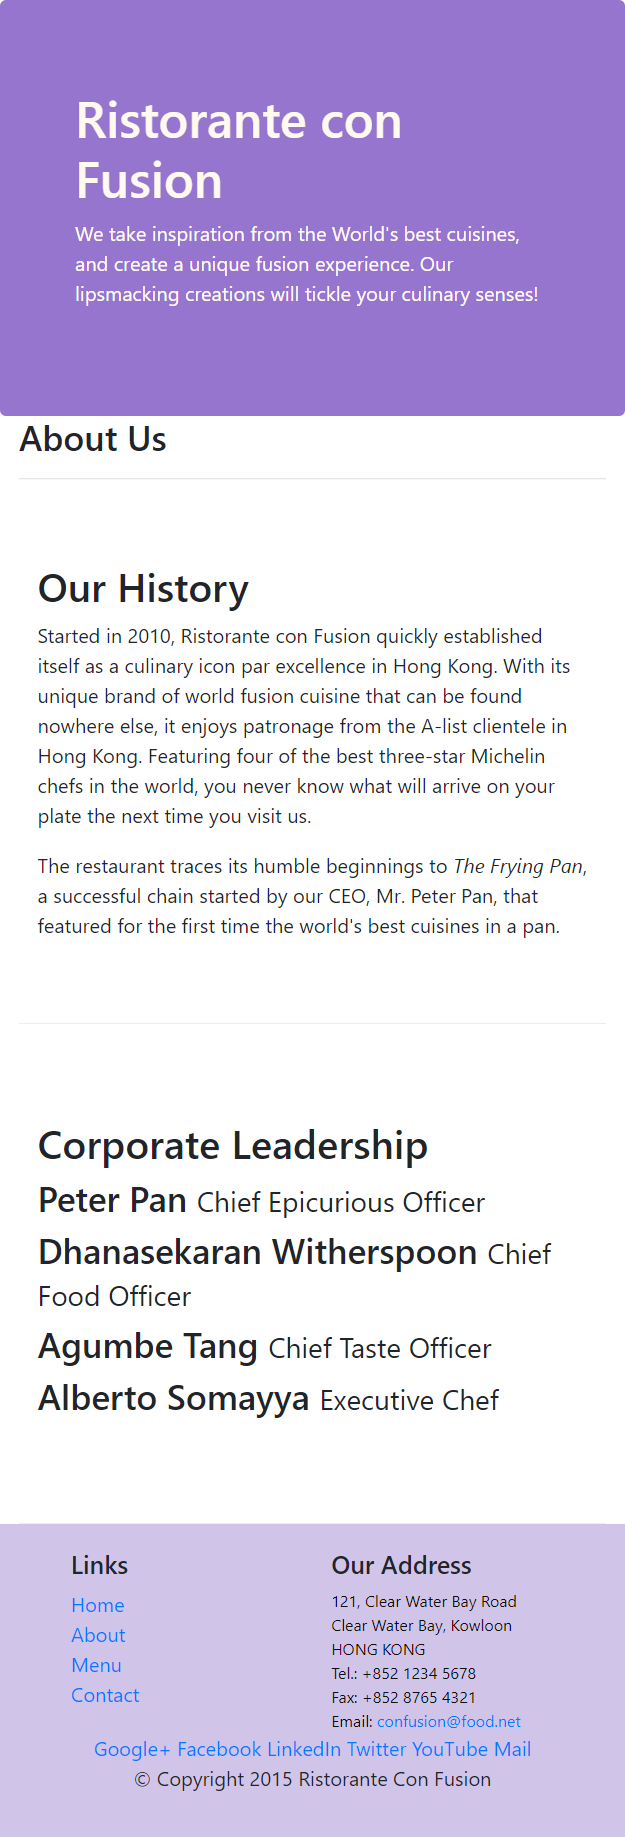 Ristorante con
Fusion
We take inspiration from the World's best cuisines,
and create a unique fusion experience. Our
lipsmacking creations will tickle your culinary senses!
About Us
Our History
Started in 2010, Ristorante con Fusion quickly established
itself as a culinary icon par excellence in Hong Kong. With its
unique brand of world fusion cuisine that can be found
nowhere else, it enjoys patronage from the A-list clientele in
Hong Kong. Featuring four of the best three-star Michelin
chefs in the world, you never know what will arrive on your
plate the next time you visit us.
The restaurant traces its humble beginnings to The Frying Pan,
a successful chain started by our CEO, Mr. Peter Pan, that
featured for the first time the world's best cuisines in a pan.
Corporate Leadership
Peter Pan Chief Epicurious Officer
Dhanasekaran Witherspoon Chief
Food Officer
Agumbe Tang Chief Taste Officer
Alberto Somayya Executive Chef
Links
Home
About
Menu
Contact
Our Address
121, Clear Water Bay Road
Clear Water Bay, Kowloon
HONG KONG
Tel.: +852 1234 5678
Fax: +852 8765 4321
Email: confusion@food.net
Google+ Facebook LinkedIn Twitter YouTube Mail
© Copyright 2015 Ristorante Con Fusion